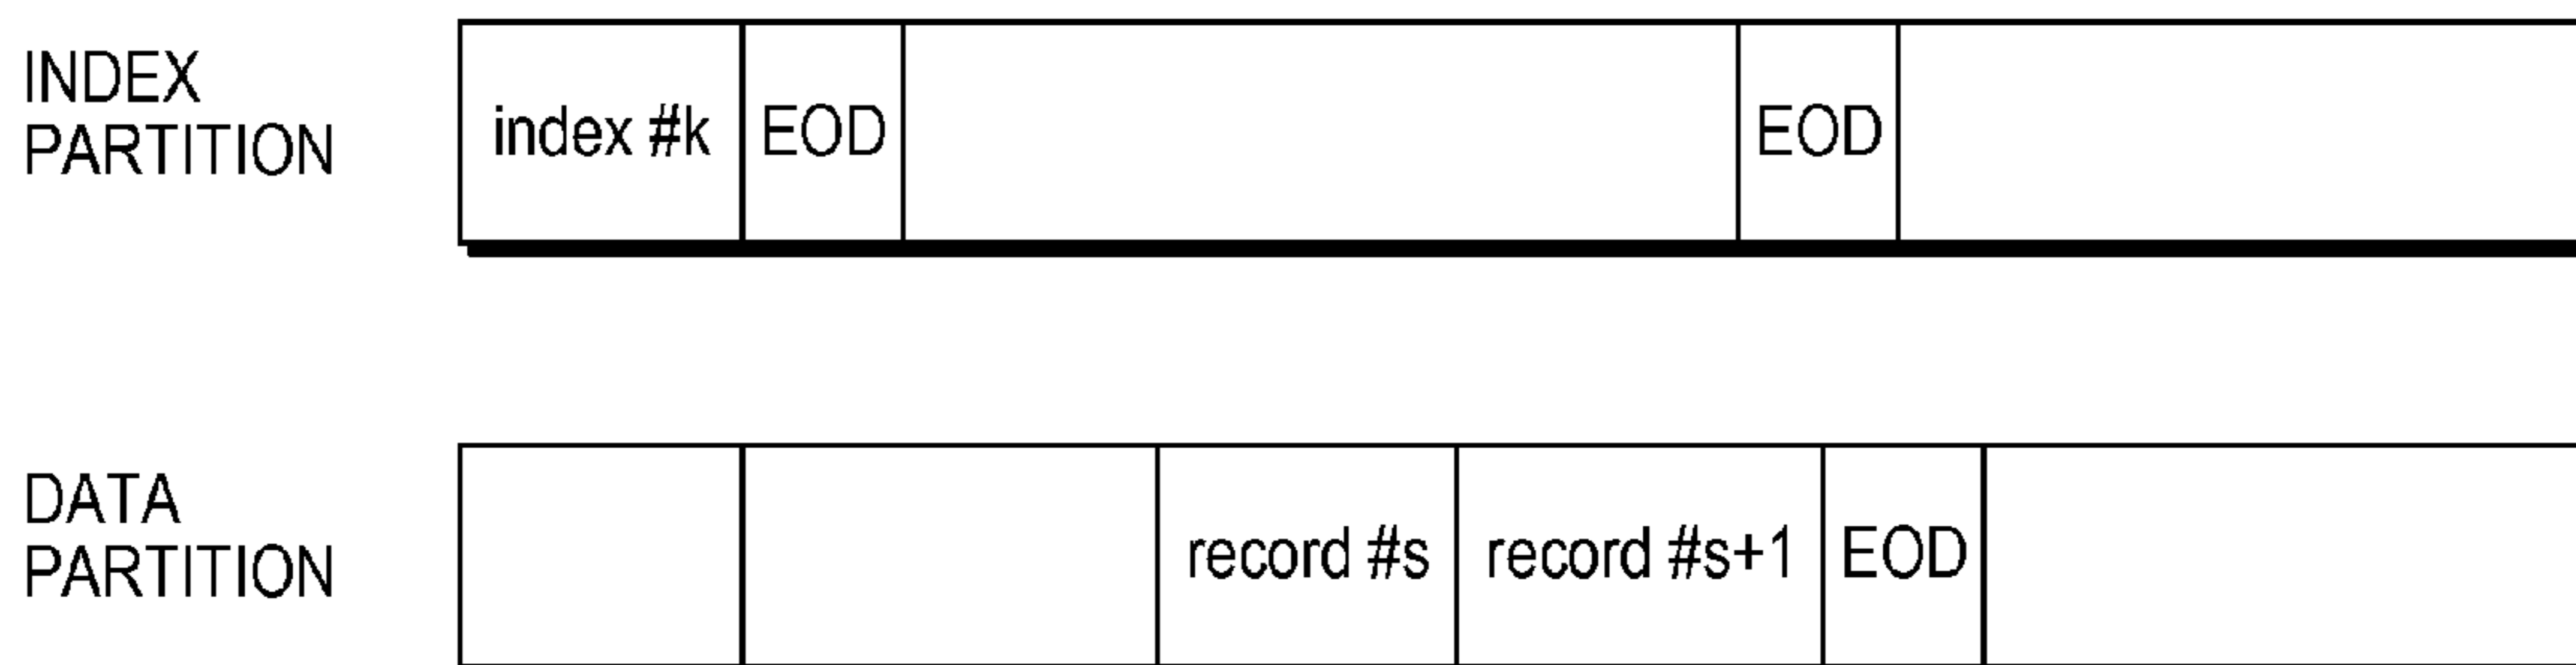 INDEX
PARTITION
index #k EOD EOD
DATA
PARTITION
record #s record #s+1 EOD